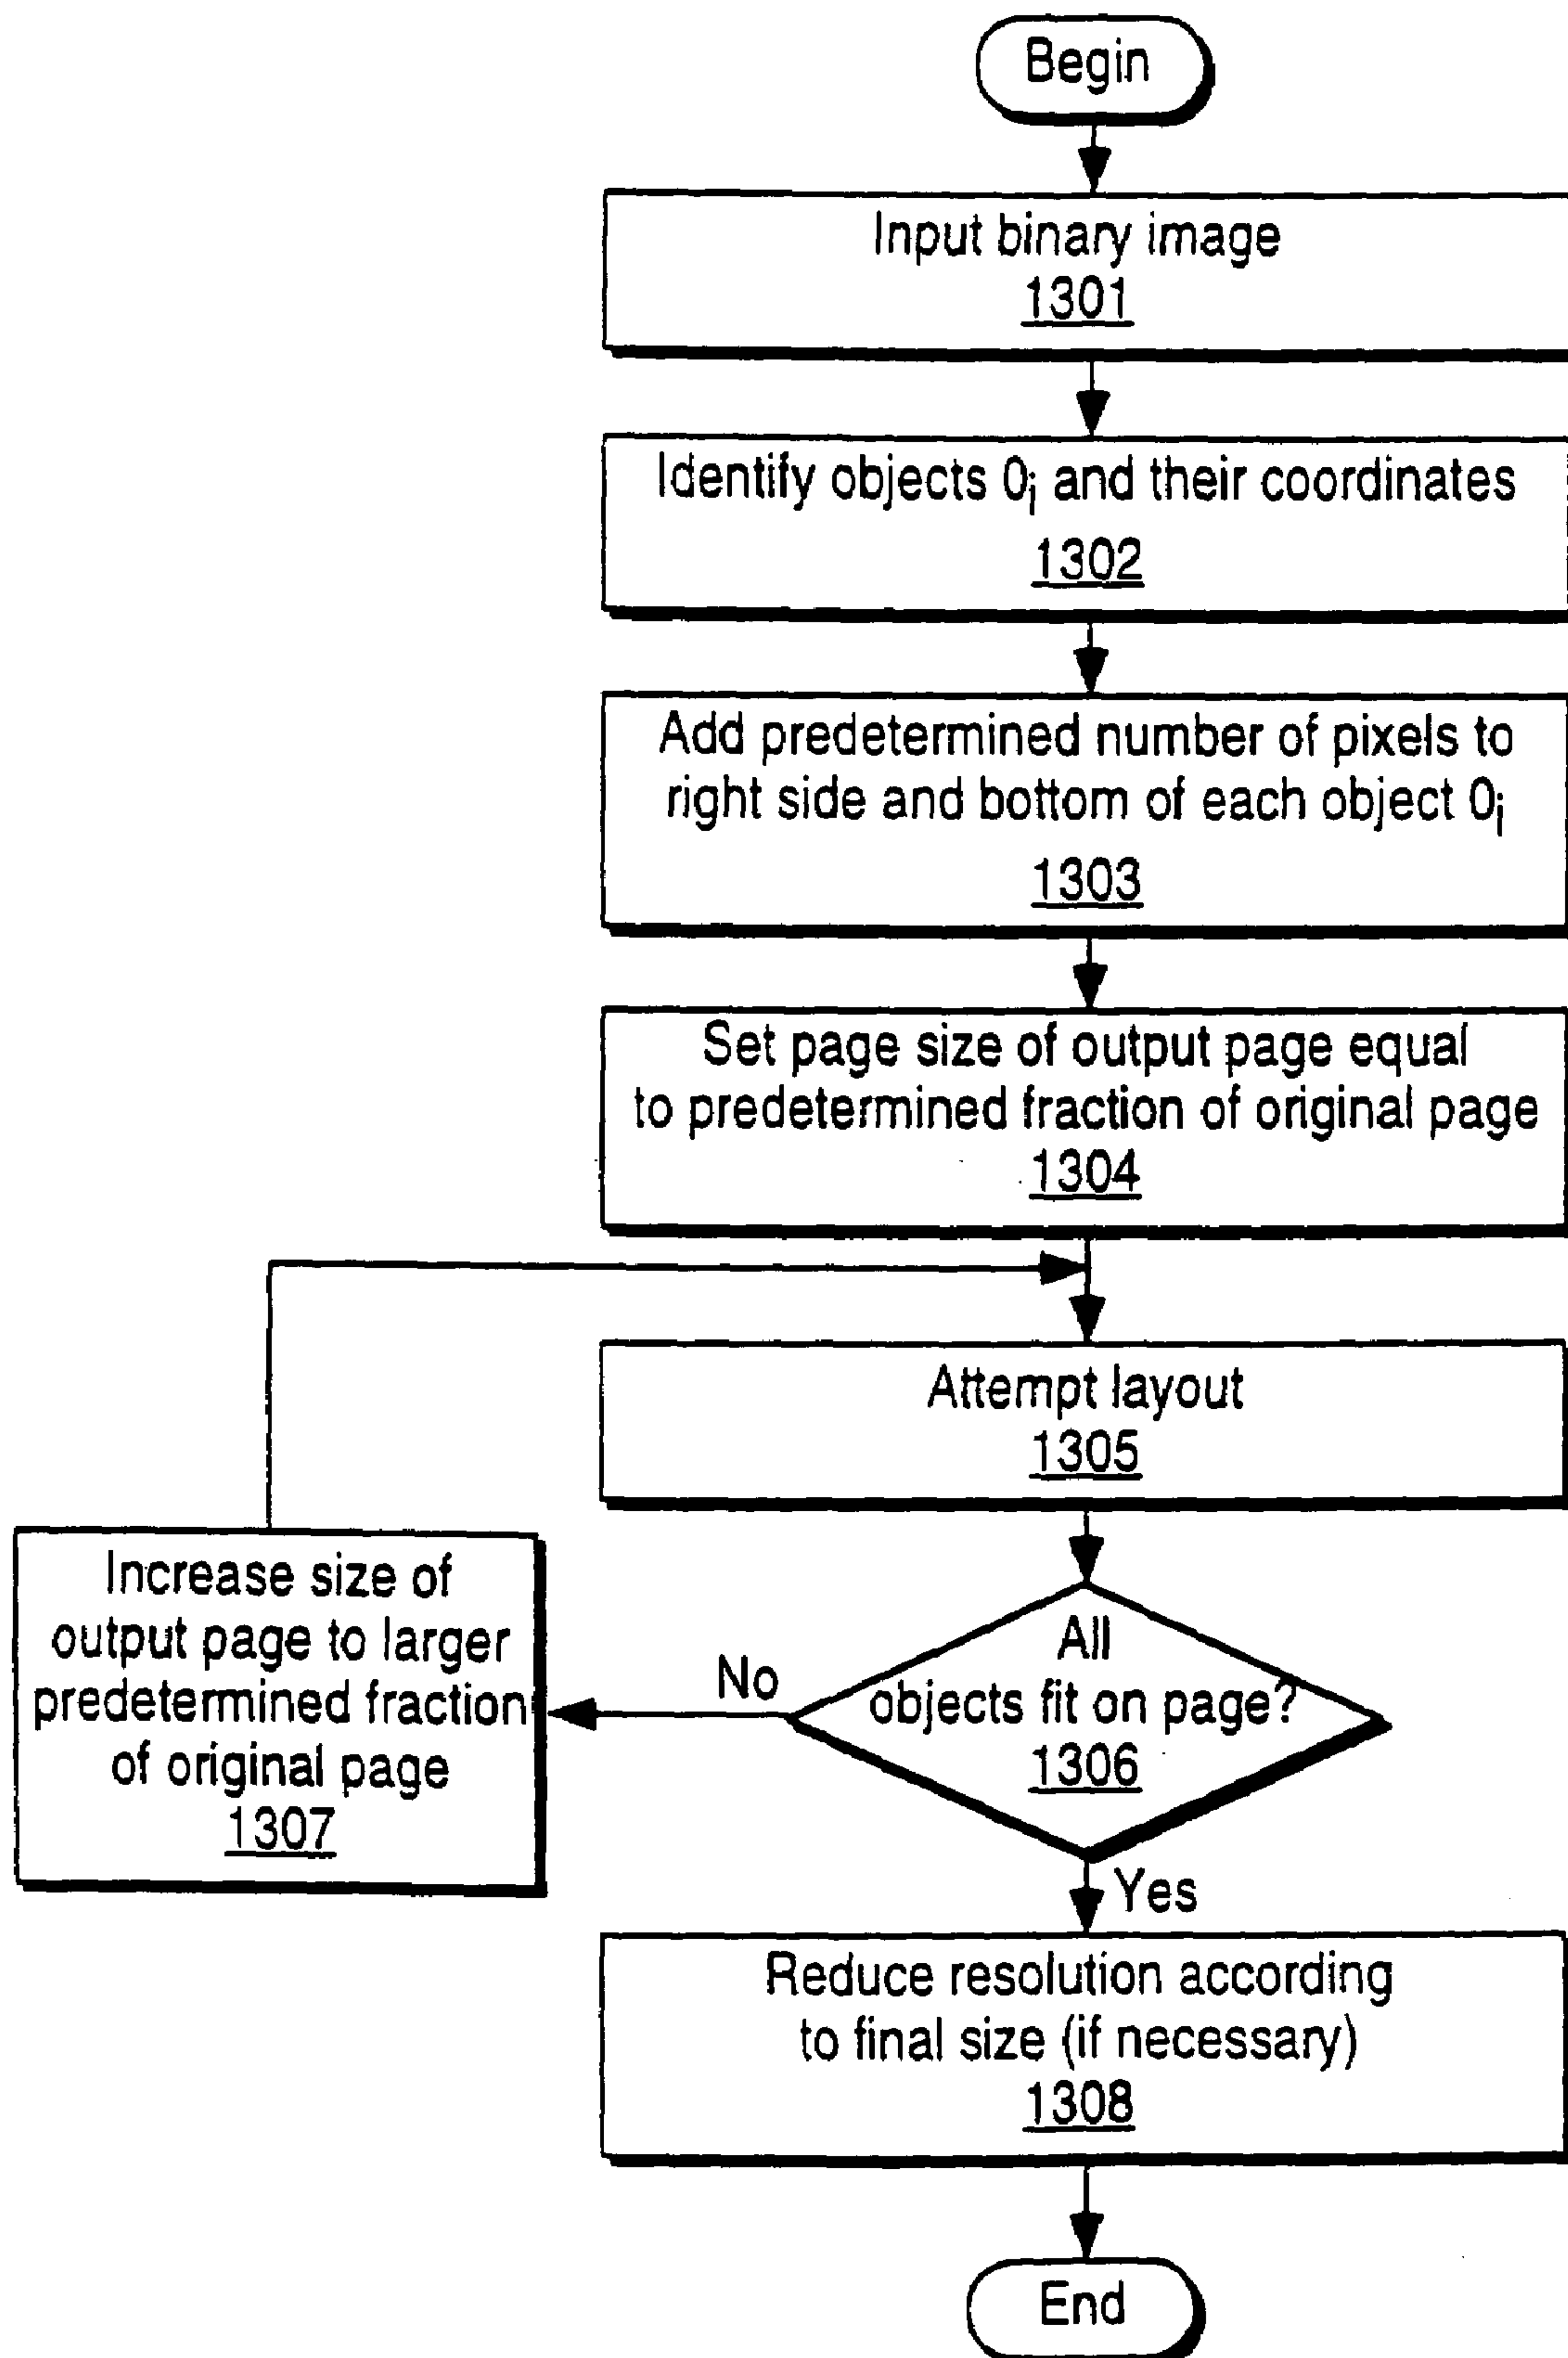 Begin
Input binary image
1301
Identify objects 0j and their coordinates
1302
Add predetermined number of pixels to
right side and bottom of each object 0j
1303
Set page size of output page equal
to predetermined fraction of original page
1304
Attempt layout
1305
All
objects fit on page?
1306
No
Increase size of
output page to larger
predetermined fraction
of original page
1307
Yes
Reduce resolution according
to final size (if necessary)
1308
End